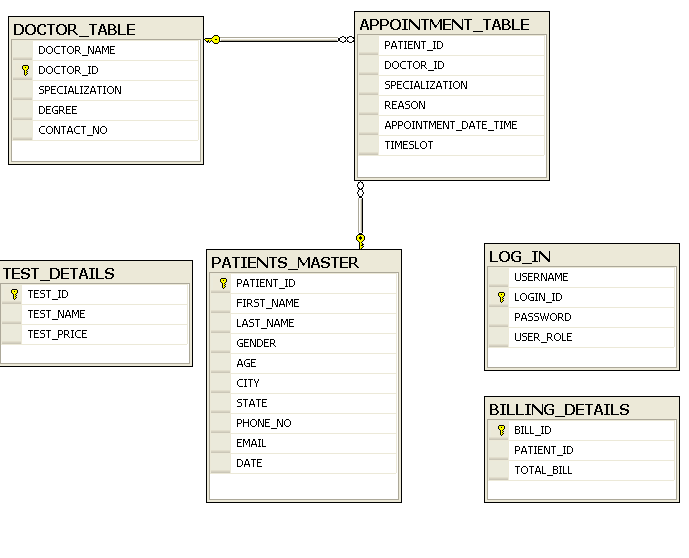 DOCTOR_TABLE
DOCTOR_NAME
DOCTOR_ID
SPECIALIZATION
DEGREE
CONTACT_NO
APPOINTMENT_TABLE
PATIENT_ID
DOCTOR_ID
SPECIALIZATION
REASON
APPOINTMENT_DATE_TIME
TIMESLOT
TEST_DETAILS
TEST_ID
TEST_NAME
TEST_PRICE
PATIENTS_MASTER
PATIENT_ID
FIRST_NAME
LAST_NAME
GENDER
AGE
CITY
STATE
PHONE_NO
EMAIL
DATE
LOG_IN
USERNAME
LOGIN_ID
PASSWORD
USER_ROLE
BILLING_DETAILS
BILL_ID
PATIENT_ID
TOTAL_BILL